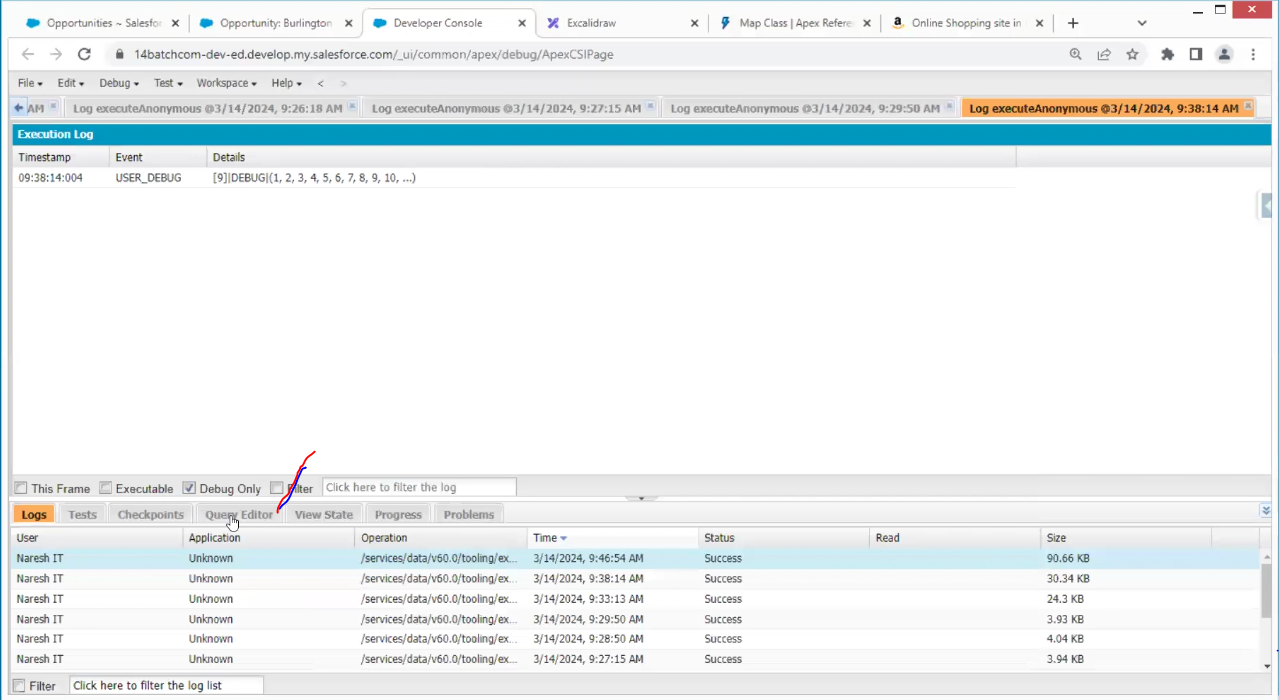 Opportunities ~ Salesfor Opportunity: Burlington Developer Console Excalidraw Map Class | Apex Refere Online Shopping site in
14batchcom-dev-ed.develop.my.salesforce.com/_ui/common/apex/debug/ApexCSIPage
File Edit Debug Test Workspace Help < >
AM Log executeAnonymous @3/14/2024, 9:26:18 AM Log executeAnonymous @3/14/2024, 9:27:15 AM Log executeAnonymous @3/14/2024, 9:29:50 AM Log executeAnonymous @3/14/2024, 9:38:14 AM
Execution Log
Timestamp Event Details
09:38:14:004 USER_DEBUG [9]|DEBUG|(1, 2, 3, 4, 5, 6, 7, 8, 9, 10, ...)
This Frame Executable Debug Only Filter Click here to filter the log
Logs Tests Checkpoints Query Editor View State Progress Problems
User Application Operation Time Status Read Size
Naresh IT Unknown /services/data/v60.0/tooling/ex... 3/14/2024, 9:46:54 AM Success 90.66 KB
Naresh IT Unknown /services/data/v60.0/tooling/ex... 3/14/2024, 9:38:14 AM Success 30.34 KB
Naresh IT Unknown /services/data/v60.0/tooling/ex... 3/14/2024, 9:33:13 AM Success 24.3 KB
Naresh IT Unknown /services/data/v60.0/tooling/ex... 3/14/2024, 9:29:50 AM Success 3.93 KB
Naresh IT Unknown /services/data/v60.0/tooling/ex... 3/14/2024, 9:28:50 AM Success 4.04 KB
Naresh IT Unknown /services/data/v60.0/tooling/ex... 3/14/2024, 9:27:15 AM Success 3.94 KB
Filter Click here to filter the log list